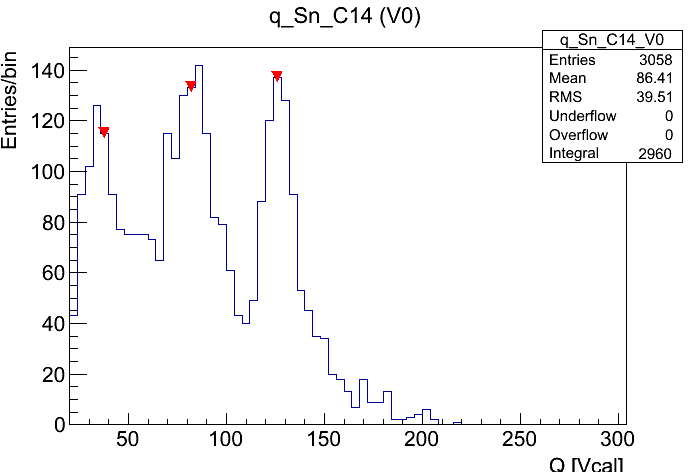 q_Sn_C14 (V0)
q_Sn_C14_V0
Entries 3058
Mean 86.41
RMS 39.51
Underflow 0
Overflow 0
Integral 2960
Entries/bin
140
120
100
80
60
40
20
0
50 100 150 200 250 300
Q [Vcal]